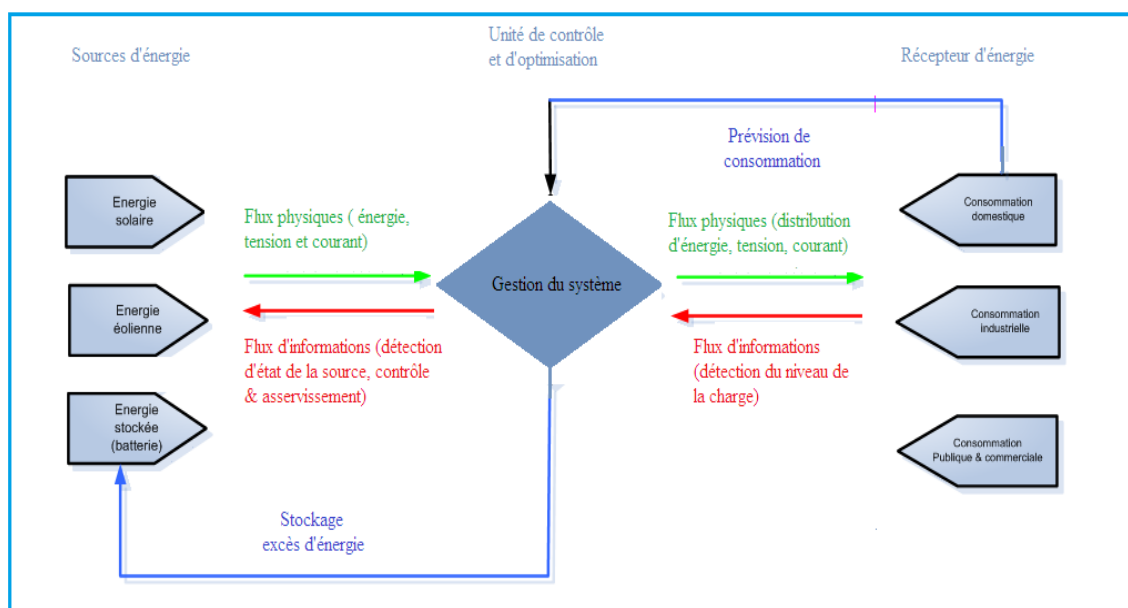 Sources d'énergie
Unité de contrôle
et d'optimisation
Récepteur d'énergie
Prévision de
consommation
Energie
solaire
Flux physiques ( énergie,
tension et courant)
Flux physiques (distribution
d'énergie, tension, courant)
Consommation
domestique
Gestion du système
Energie
éolienne
Consommation
industrielle
Flux d'informations (détection
d'état de la source, contrôle
& asservissement)
Flux d'informations
(détection du niveau de
la charge)
Energie
stockée
(batterie)
Consommation
Publique & commerciale
Stockage
excès d'énergie